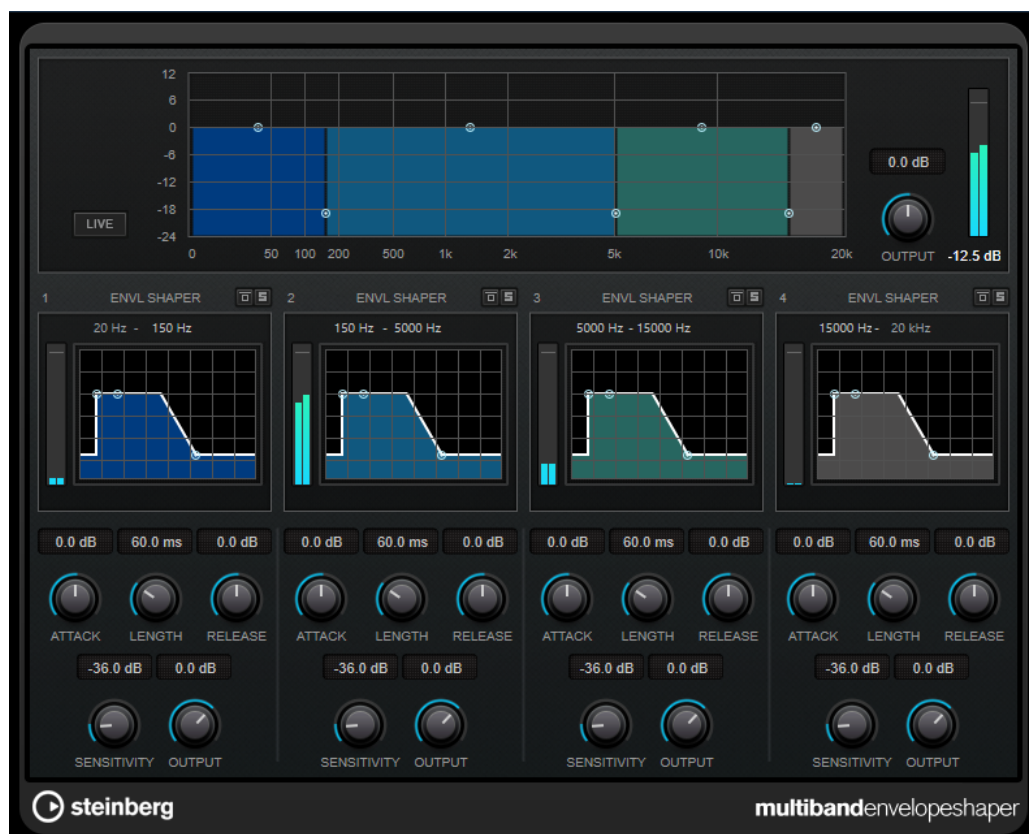 12
6
0
-6
-12
-18
-24
LIVE
0 50 100 200 500 1k 2k 5k 10k 20k
0.0 dB
OUTPUT -12.5 dB
1 ENVL SHAPER S 2 ENVL SHAPER S 3 ENVL SHAPER S 4 ENVL SHAPER S
20 Hz - 150 Hz 150 Hz - 5000 Hz 5000 Hz - 15000 Hz 15000 Hz - 20 kHz
0.0 dB 60.0 ms 0.0 dB 0.0 dB 60.0 ms 0.0 dB 0.0 dB 60.0 ms 0.0 dB 0.0 dB 60.0 ms 0.0 dB
ATTACK LENGTH RELEASE ATTACK LENGTH RELEASE ATTACK LENGTH RELEASE ATTACK LENGTH RELEASE
-36.0 dB 0.0 dB -36.0 dB 0.0 dB -36.0 dB 0.0 dB -36.0 dB 0.0 dB
SENSITIVITY OUTPUT SENSITIVITY OUTPUT SENSITIVITY OUTPUT SENSITIVITY OUTPUT
steinberg multibandenvelopeshaper